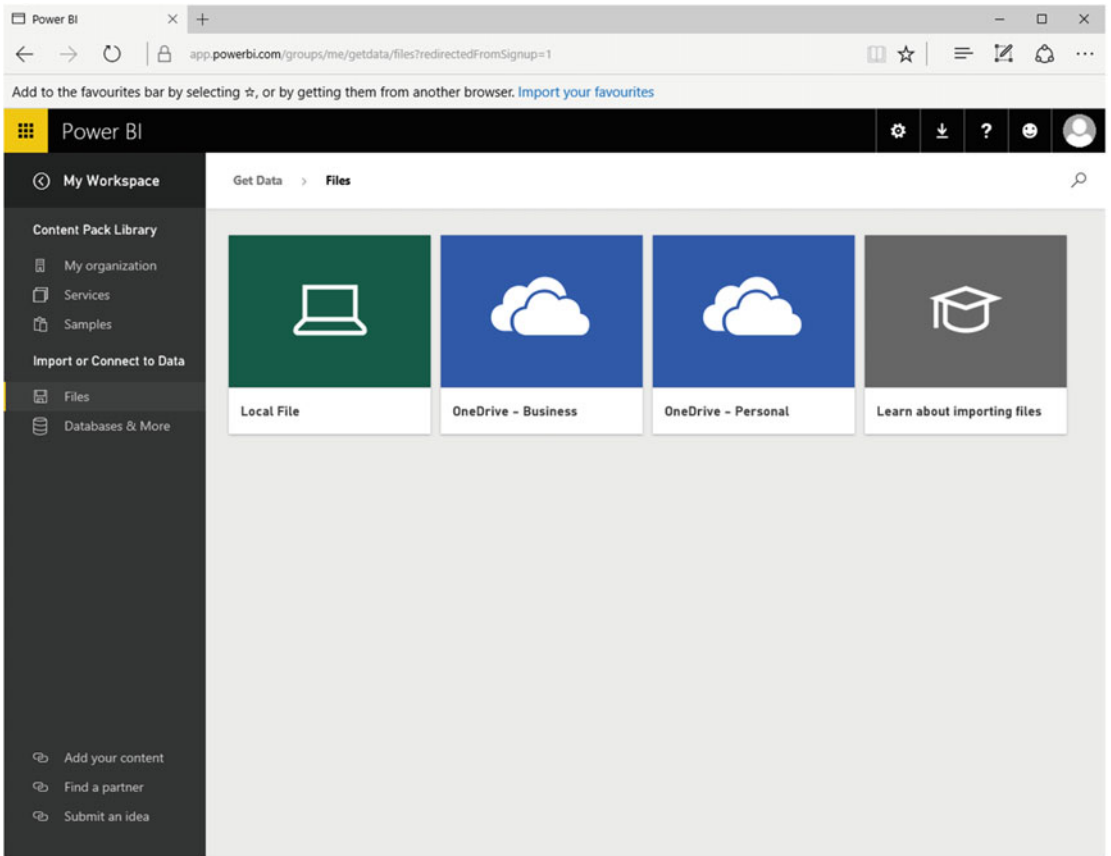 Power BI
app.powerbi.com/groups/me/getdata/files?redirectedFromSignup=1
Add to the favourites bar by selecting ☆, or by getting them from another browser. Import your favourites
Power BI
?
My Workspace
Get Data > Files
Content Pack Library
My organization
Services
Samples
Import or Connect to Data
Files
Databases & More
Local File
OneDrive – Business
OneDrive – Personal
Learn about importing files
Add your content
Find a partner
Submit an idea